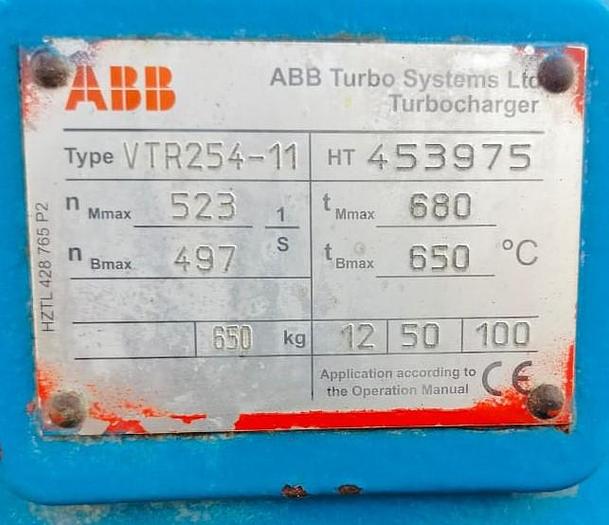 ABB
ABB Turbo Systems Ltd
Turbocharger
Type VTR254-11
HT 453975
n Mmax 523 1/S
t Mmax 680
n Bmax 497
t Bmax 650 °C
650 kg
12 50 100
Application according to
the Operation Manual
CE
HZTL 428 765 P2